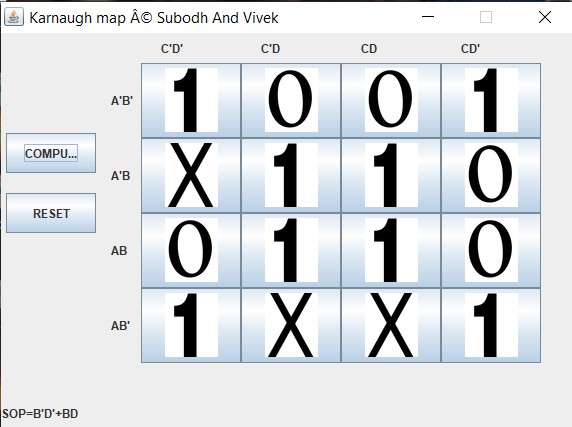 Karnaugh map Â© Subodh And Vivek
C'D' C'D CD CD'
A'B' 1 0 0 1
A'B X 1 1 0
COMPU...
RESET
AB 0 1 1 0
AB' 1 X X 1
SOP=B'D'+BD